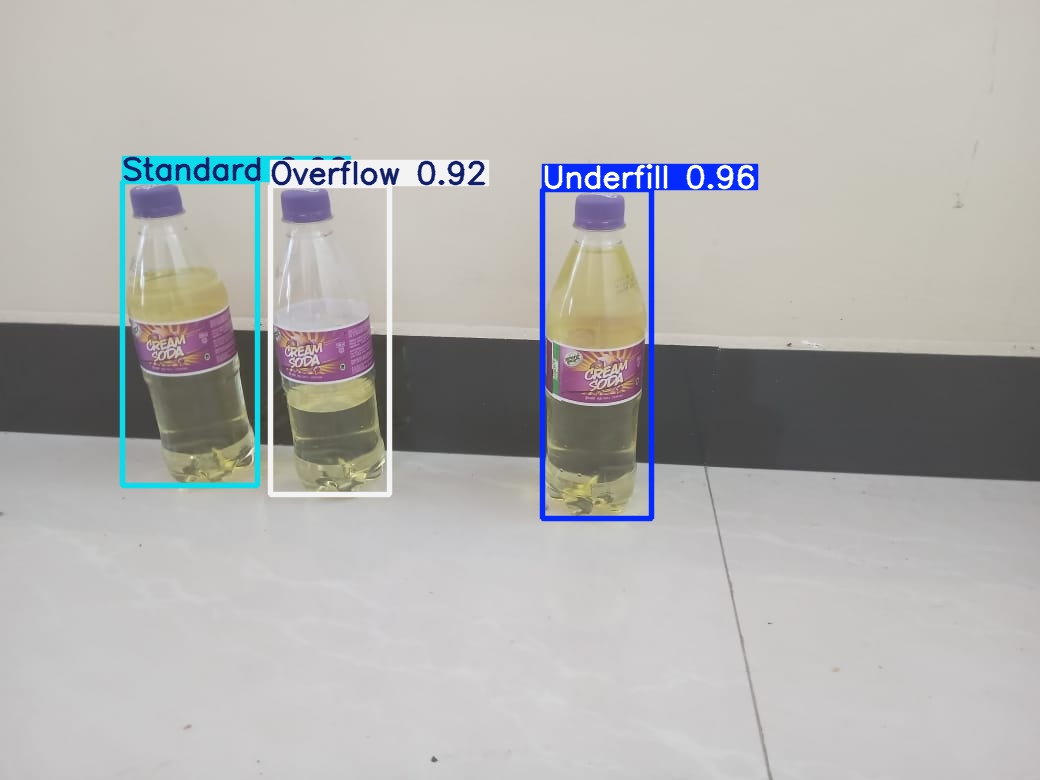 Standard
Overflow 0.92
Underfill 0.96
CREAM
SODA
CREAM
SODA
CREAM
SODA